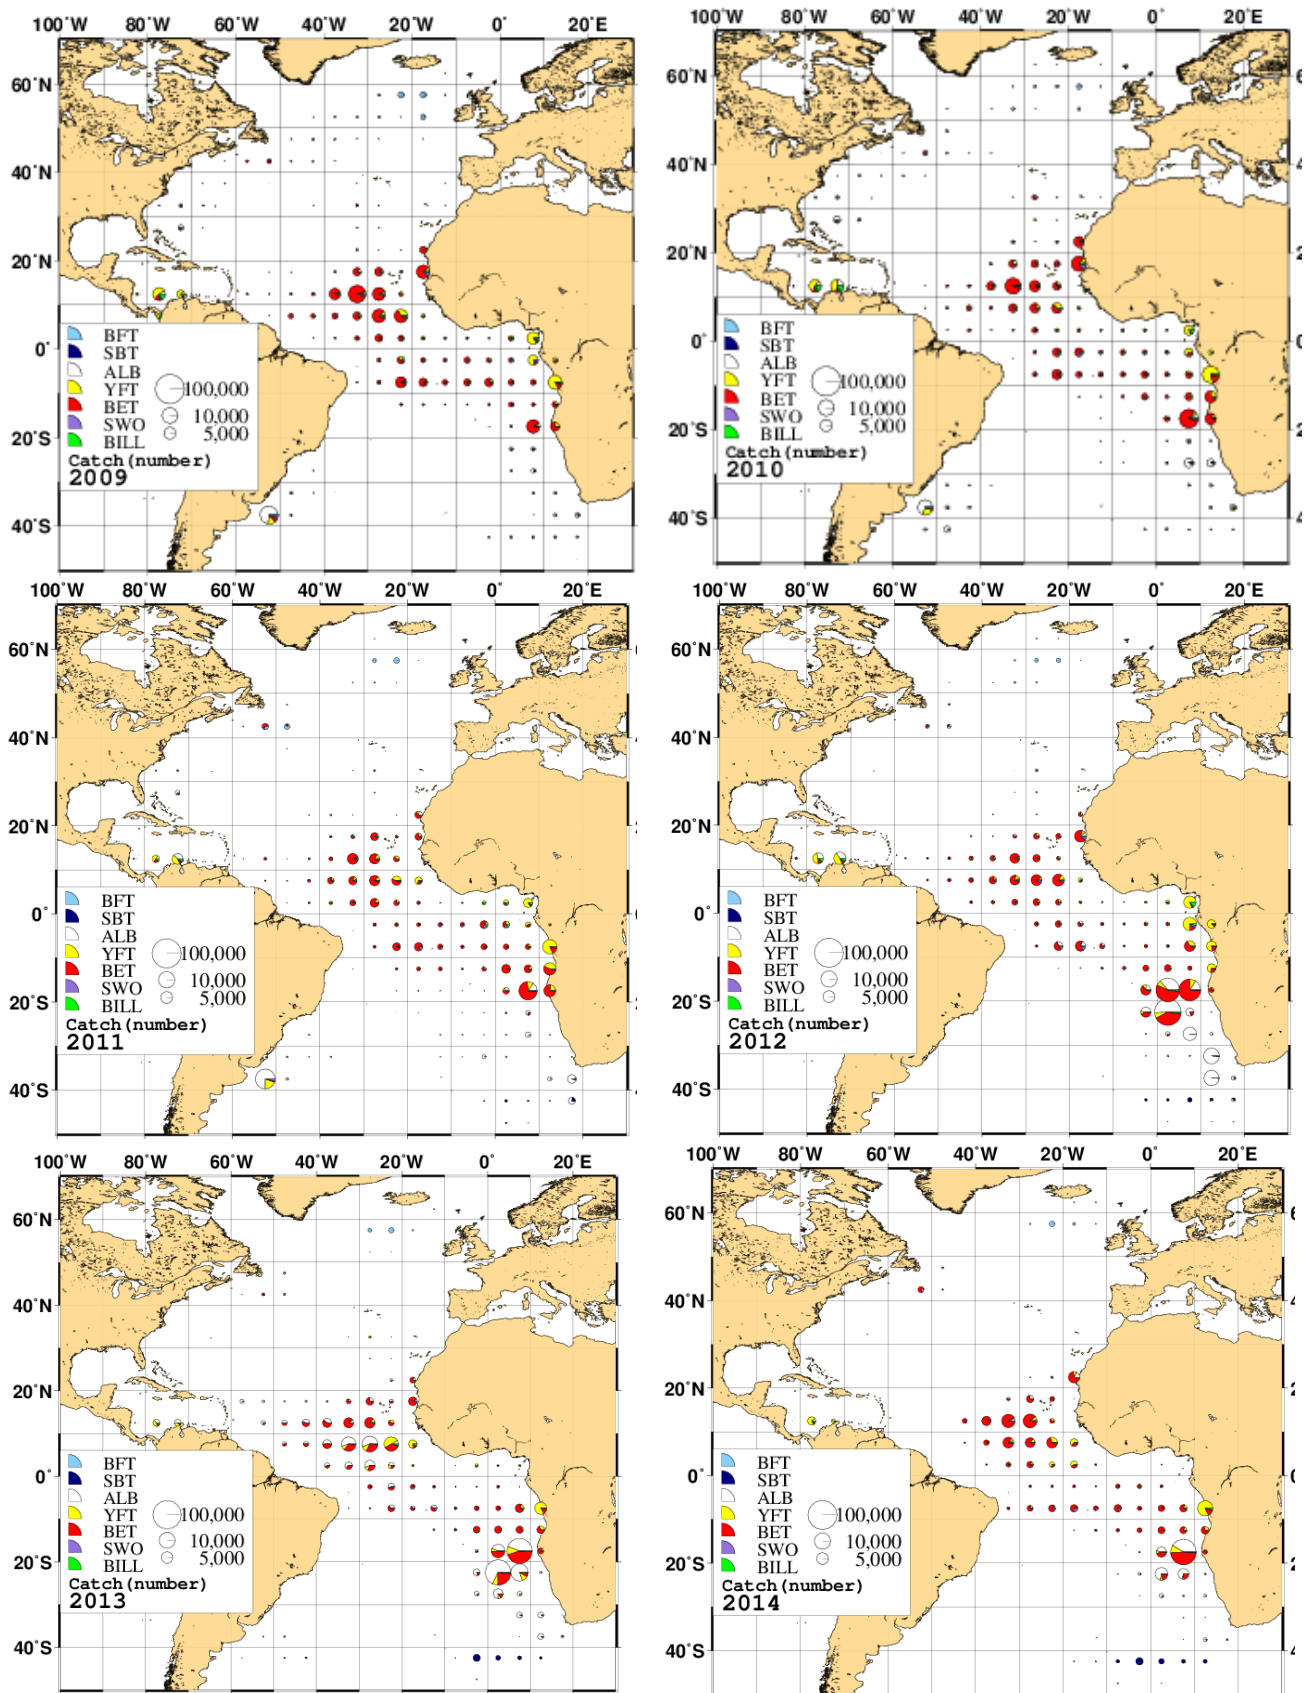 100˚W 80˚W 60˚W 40˚W 20˚W 0˚ 20˚E
60˚N
40˚N
20˚N
0˚
20˚S
40˚S
BFT
SBT
ALB
YFT
BET
SWO
BILL
100,000
10,000
5,000
Catch(number)
2009
100˚W 80˚W 60˚W 40˚W 20˚W 0˚ 20˚E
60˚N
40˚N
20˚N
0˚
20˚S
40˚S
BFT
SBT
ALB
YFT
BET
SWO
BILL
100,000
10,000
5,000
Catch(number)
2010
100˚W 80˚W 60˚W 40˚W 20˚W 0˚ 20˚E
60˚N
40˚N
20˚N
0˚
20˚S
40˚S
BFT
SBT
ALB
YFT
BET
SWO
BILL
100,000
10,000
5,000
Catch(number)
2011
100˚W 80˚W 60˚W 40˚W 20˚W 0˚ 20˚E
60˚N
40˚N
20˚N
0˚
20˚S
40˚S
BFT
SBT
ALB
YFT
BET
SWO
BILL
100,000
10,000
5,000
Catch(number)
2012
100˚W 80˚W 60˚W 40˚W 20˚W 0˚ 20˚E
60˚N
40˚N
20˚N
0˚
20˚S
40˚S
BFT
SBT
ALB
YFT
BET
SWO
BILL
100,000
10,000
5,000
Catch(number)
2013
100˚W 80˚W 60˚W 40˚W 20˚W 0˚ 20˚E
60˚N
40˚N
20˚N
0˚
20˚S
40˚S
BFT
SBT
ALB
YFT
BET
SWO
BILL
100,000
10,000
5,000
Catch(number)
2014